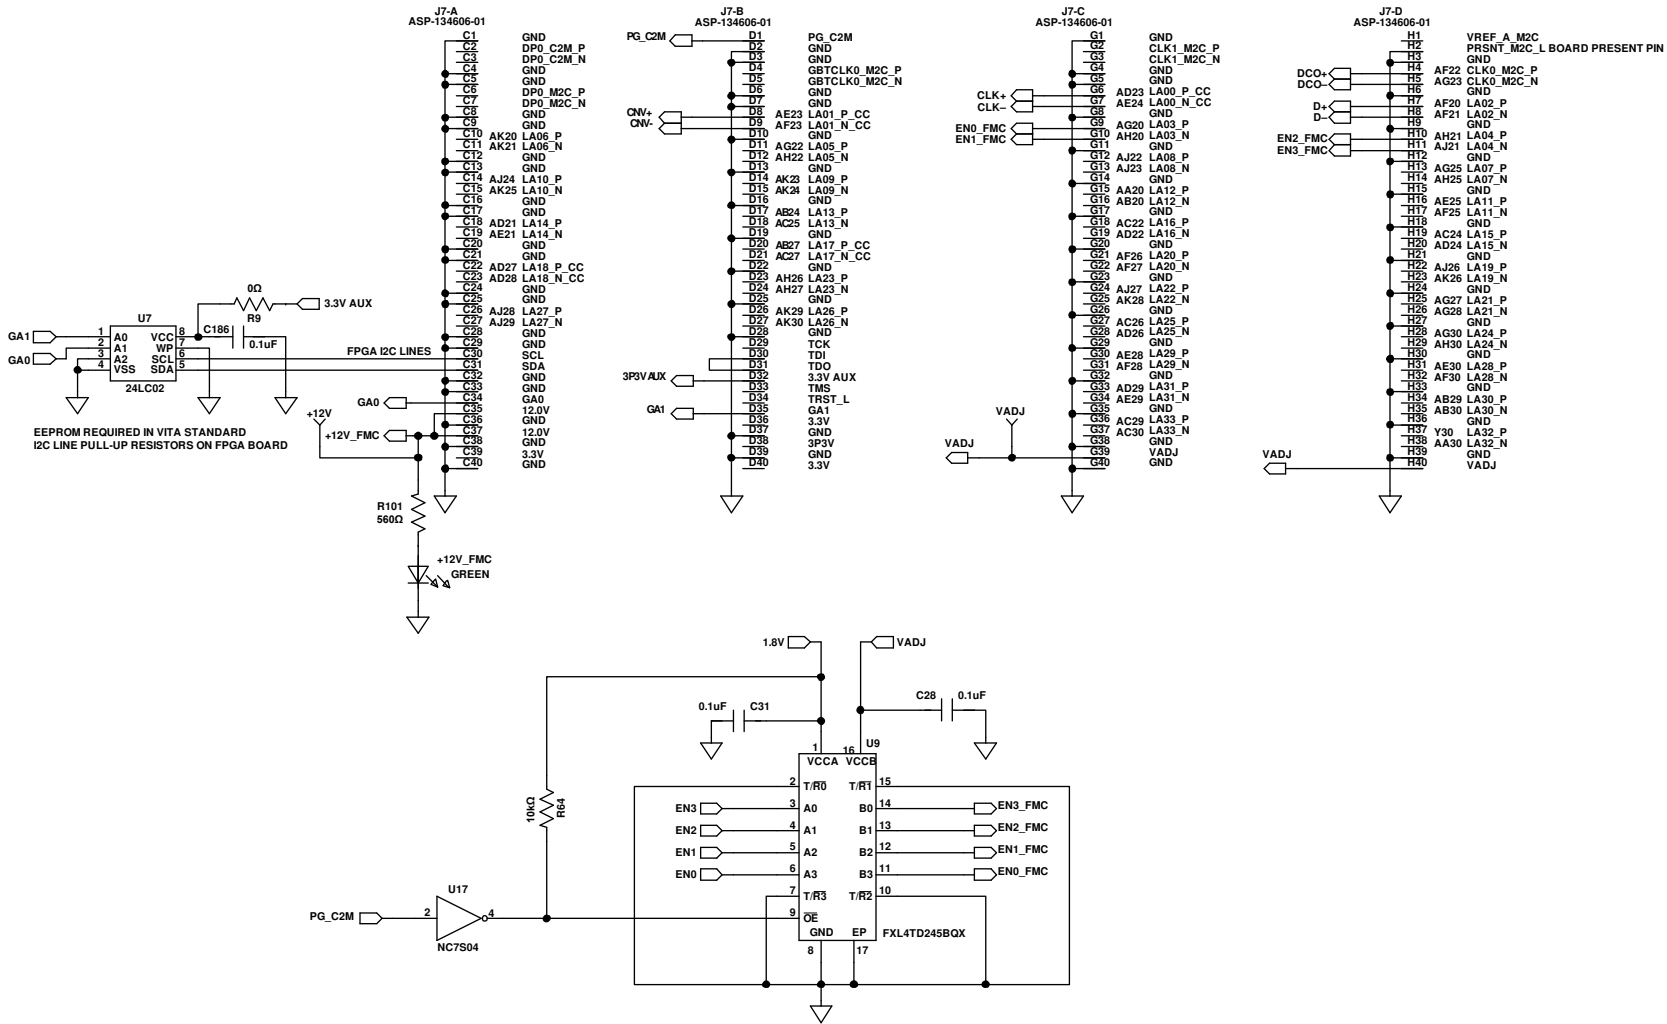 J7-A
ASP-134606-01
C1 GND
C2 DP0_C2M_P
C3 DP0_C2M_N
C4 GND
C5 GND
C6 DP0_M2C_P
C7 DP0_M2C_N
C8 GND
C9 GND
C10 AK20 LA06_P
C11 AK21 LA06_N
C12 GND
C13 GND
C14 AJ24 LA10_P
C15 AK25 LA10_N
C16 GND
C17 GND
C18 AD21 LA14_P
C19 AE21 LA14_N
C20 GND
C21 GND
C22 AD27 LA18_P_CC
C23 AD28 LA18_N_CC
C24 GND
C25 GND
C26 AJ28 LA27_P
C27 AJ29 LA27_N
C28 GND
C29 GND
C30 SCL
C31 SDA
C32 GND
C33 GND
C34 GA0
C35 12.0V
C36 GND
C37 12.0V
C38 GND
C39 3.3V
C40 GND
0Ω
R9
3.3V AUX
U7
C186
0.1uF
GA1
GA0
1 A0 VCC 8
2 A1 WP 7
3 A2 SCL 6
4 VSS SDA 5
24LC02
FPGA I2C LINES
GA0
+12V
+12V_FMC
EEPROM REQUIRED IN VITA STANDARD
I2C LINE PULL-UP RESISTORS ON FPGA BOARD
R101
560Ω
+12V_FMC
GREEN
J7-B
ASP-134606-01
PG_C2M
CNV+
CNV-
3P3VAUX
GA1
D1 PG_C2M
D2 GND
D3 GND
D4 GBTCLK0_M2C_P
D5 GBTCLK0_M2C_N
D6 GND
D7 GND
D8 AE23 LA01_P_CC
D9 AF23 LA01_N_CC
D10 GND
D11 AG22 LA05_P
D12 AH22 LA05_N
D13 GND
D14 AK23 LA09_P
D15 AK24 LA09_N
D16 GND
D17 AB24 LA13_P
D18 AC25 LA13_N
D19 GND
D20 AB27 LA17_P_CC
D21 AC27 LA17_N_CC
D22 GND
D23 AH26 LA23_P
D24 AH27 LA23_N
D25 GND
D26 AK29 LA26_P
D27 AK30 LA26_N
D28 GND
D29 TCK
D30 TDI
D31 TDO
D32 3.3V AUX
D33 TMS
D34 TRST_L
D35 GA1
D36 3.3V
D37 GND
D38 3P3V
D39 GND
D40 3.3V
J7-C
ASP-134606-01
CLK+
CLK–
EN0_FMC
EN1_FMC
VADJ
VADJ
G1 GND
G2 CLK1_M2C_P
G3 CLK1_M2C_N
G4 GND
G5 GND
G6 AD23 LA00_P_CC
G7 AE24 LA00_N_CC
G8 GND
G9 AG20 LA03_P
G10 AH20 LA03_N
G11 GND
G12 AJ22 LA08_P
G13 AJ23 LA08_N
G14 GND
G15 AA20 LA12_P
G16 AB20 LA12_N
G17 GND
G18 AC22 LA16_P
G19 AD22 LA16_N
G20 GND
G21 AF26 LA20_P
G22 AF27 LA20_N
G23 GND
G24 AJ27 LA22_P
G25 AK28 LA22_N
G26 GND
G27 AC26 LA25_P
G28 AD26 LA25_N
G29 GND
G30 AE28 LA29_P
G31 AF28 LA29_N
G32 GND
G33 AD29 LA31_P
G34 AE29 LA31_N
G35 GND
G36 AC29 LA33_P
G37 AC30 LA33_N
G38 GND
G39 VADJ
G40 GND
J7-D
ASP-134606-01
DCO+
DCO–
D+
D–
EN2_FMC
EN3_FMC
VADJ
H1 VREF_A_M2C
H2 PRSNT_M2C_L BOARD PRESENT PIN
H3 GND
H4 AF22 CLK0_M2C_P
H5 AG23 CLK0_M2C_N
H6 GND
H7 AF20 LA02_P
H8 AF21 LA02_N
H9 GND
H10 AH21 LA04_P
H11 AJ21 LA04_N
H12 GND
H13 AG25 LA07_P
H14 AH25 LA07_N
H15 GND
H16 AE25 LA11_P
H17 AF25 LA11_N
H18 GND
H19 AC24 LA15_P
H20 AD24 LA15_N
H21 GND
H22 AJ26 LA19_P
H23 AK26 LA19_N
H24 GND
H25 AG27 LA21_P
H26 AG28 LA21_N
H27 GND
H28 AG30 LA24_P
H29 AH30 LA24_N
H30 GND
H31 AE30 LA28_P
H32 AF30 LA28_N
H33 GND
H34 AB29 LA30_P
H35 AB30 LA30_N
H36 GND
H37 Y30 LA32_P
H38 AA30 LA32_N
H39 GND
H40 VADJ
1.8V
VADJ
0.1uF C31
C28 0.1uF
1 16 U9
VCCA VCCB
2 T/R0 T/R1 15
EN3 3 A0 B0 14 EN3_FMC
EN2 4 A1 B1 13 EN2_FMC
EN1 5 A2 B2 12 EN1_FMC
EN0 6 A3 B3 11 EN0_FMC
7 T/R3 T/R2 10
9 OE
GND EP
8 17
FXL4TD245BQX
10kΩ
R64
U17
PG_C2M 2 4
NC7S04